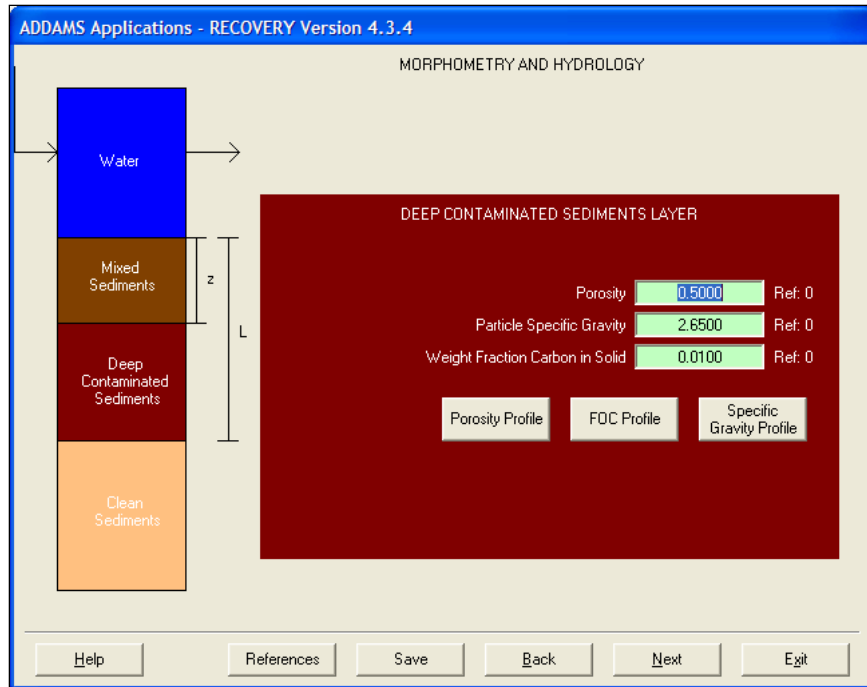 ADDAMS Applications - RECOVERY Version 4.3.4
MORPHOMETRY AND HYDROLOGY
Water
Mixed
Sediments
z
L
Deep
Contaminated
Sediments
Clean
Sediments
DEEP CONTAMINATED SEDIMENTS LAYER
Porosity 0.5000 Ref: 0
Particle Specific Gravity 2.6500 Ref: 0
Weight Fraction Carbon in Solid 0.0100 Ref: 0
Porosity Profile
FOC Profile
Specific
Gravity Profile
Help
References
Save
Back
Next
Exit